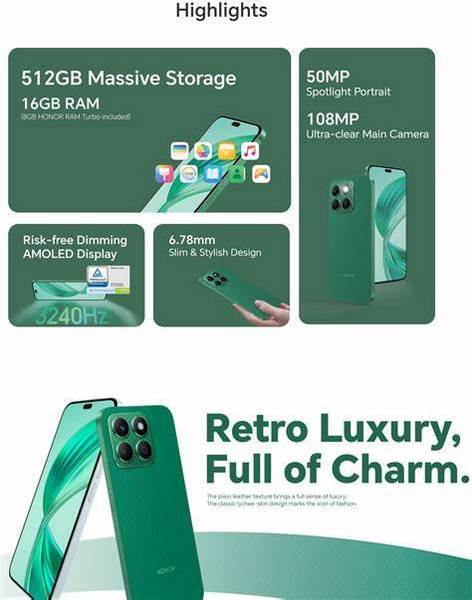 Highlights
512GB Massive Storage
16GB RAM
(8GB HONOR RAM Turbo included)
50MP
Spotlight Portrait
108MP
Ultra-clear Main Camera
Risk-free Dimming
AMOLED Display
3240Hz
6.78mm
Slim & Stylish Design
HONOR
Retro Luxury,
Full of Charm.
The plain leather texture brings a full sense of luxury;
The classic lychee-skin design marks the icon of fashion.
HONOR